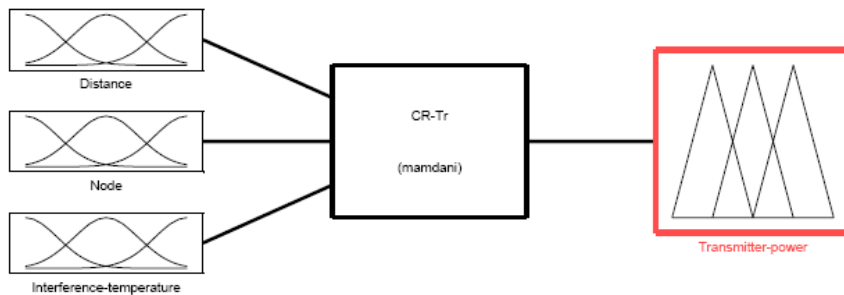 Distance
Node
Interference-temperature
CR-Tr
(mamdani)
Transmitter-power